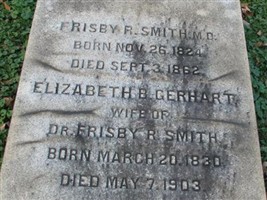 FRISBY R. SMITH M.D.
BORN NOV. 26. 1824.
DIED SEPT. 3. 1862.
ELIZABETH B. GERHART,
WIFE OF
DR. FRISBY R. SMITH
BORN MARCH 20. 1830.
DIED MAY 7. 1903.